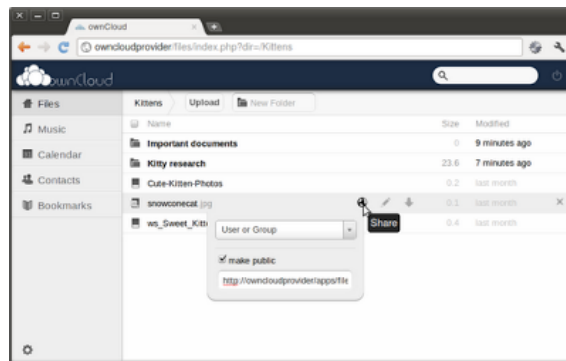 ownCloud
owncloudprovider/files/index.php?dir=/Kittens
ownCloud
Files
Kittens
Upload
New Folder
Music
Name Size Modified
Calendar
Important documents 0 9 minutes ago
Contacts
Kitty research 23.6 7 minutes ago
Bookmarks
Cute-Kitten-Photos 0.2 last month
snowconecat.jpg 0.1 last month
Share
ws_Sweet_Kitt 0.4 last month
User or Group
make public
http://owncloudprovider/apps/file